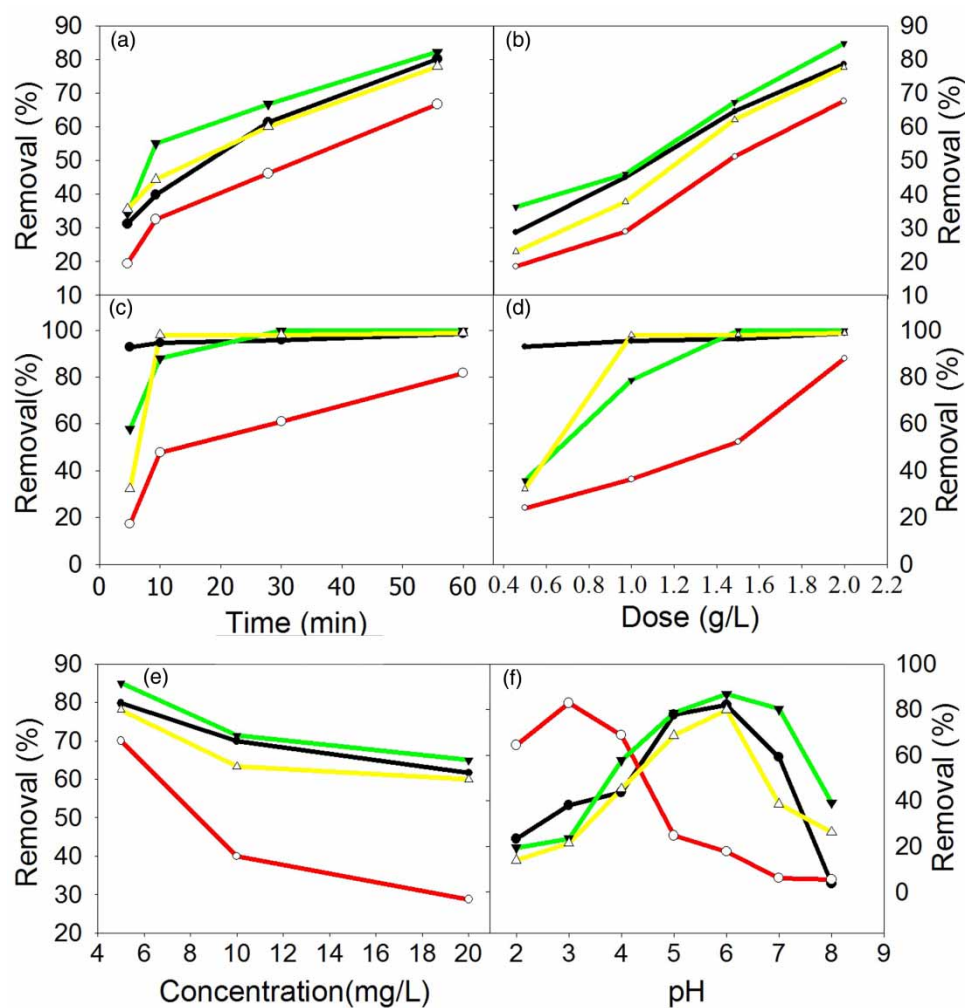 (a)
(b)
Removal (%)
90
80
70
60
50
40
30
20
10
90
80
70
60
50
40
30
20
10
Removal (%)
(c)
(d)
Removal(%)
100
80
60
40
20
0
100
80
60
40
20
0
Removal (%)
0 10 20 30 40 50 60
0.4 0.6 0.8 1.0 1.2 1.4 1.6 1.8 2.0 2.2
Time (min)
Dose (g/L)
(e)
(f)
Removal (%)
90
80
70
60
50
40
30
20
100
80
60
40
20
0
Removal (%)
4 6 8 10 12 14 16 18 20
2 3 4 5 6 7 8 9
Concentration(mg/L)
pH